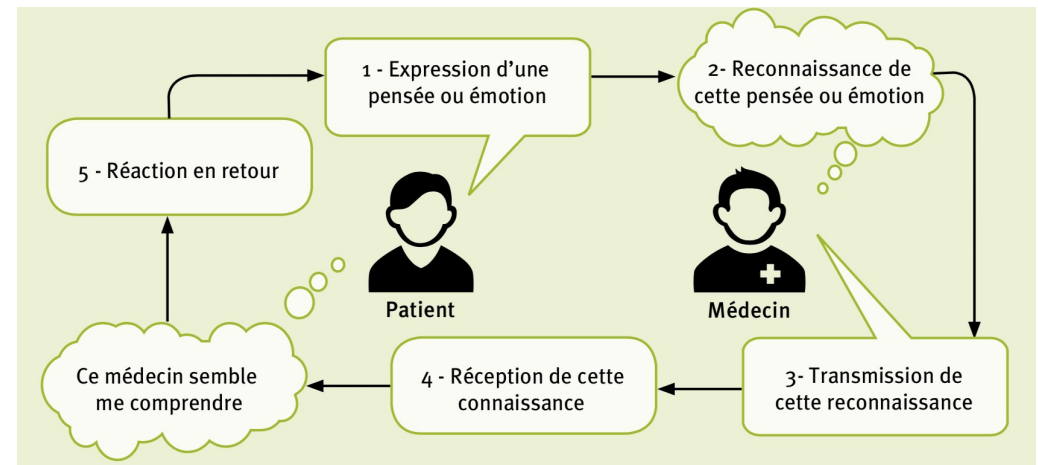 1 - Expression d'une
pensée ou émotion
2- Reconnaissance de
cette pensée ou émotion
5 - Réaction en retour
Patient
Médecin
Ce médecin semble
me comprendre
4 - Réception de cette
connaissance
3- Transmission de
cette reconnaissance